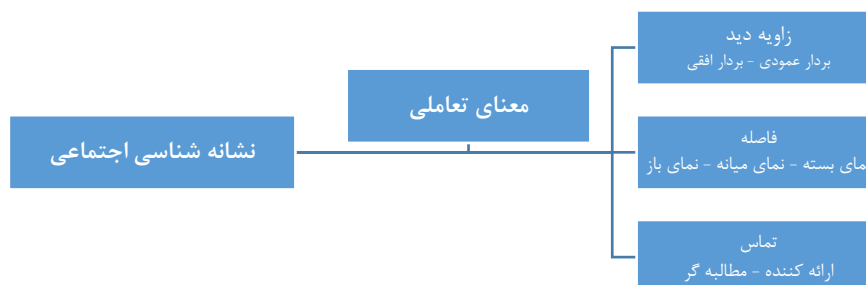 زاویه دید
بردار عمودی - بردار افقی
معنای تعاملی
نشانه شناسی اجتماعی
فاصله
نمای بسته - نمای میانه - نمای باز
تماس
ارائه کننده - مطالبه گر